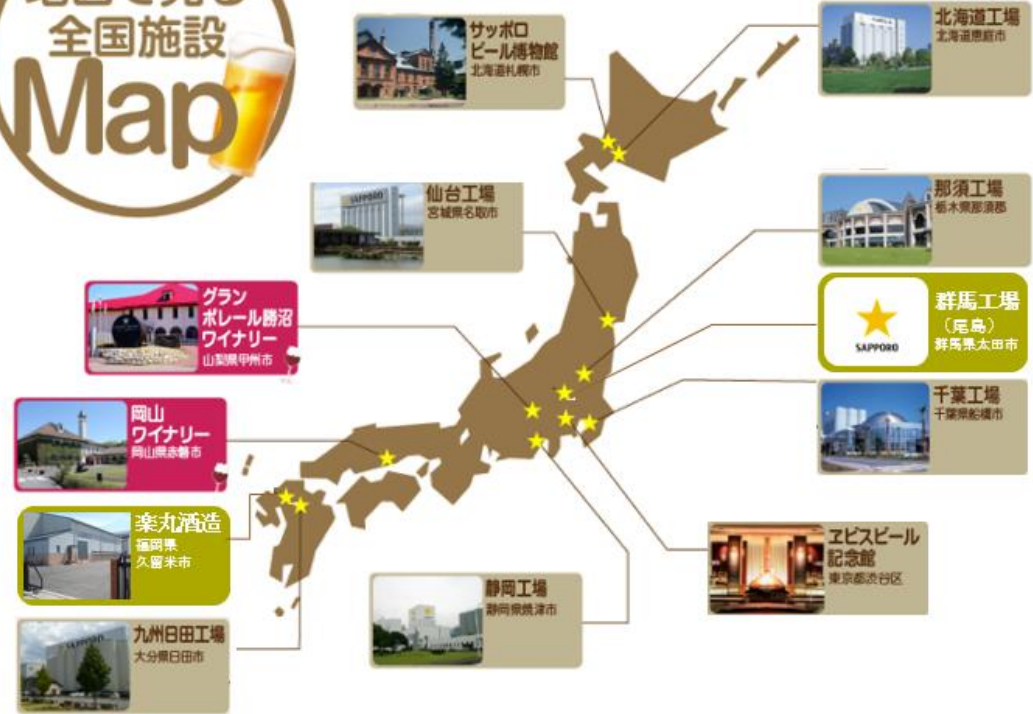 地図で見る
全国施設
Map
サッポロ
ビール博物館
北海道札幌市
北海道工場
北海道恵庭市
仙台工場
宮城県名取市
SAPPORO
那須工場
栃木県那須郡
グラン
ポレール勝沼
ワイナリー
山梨県甲州市
群馬工場
（尾島）
群馬県太田市
SAPPORO
岡山
ワイナリー
岡山県赤磐市
千葉工場
千葉県船橋市
楽丸酒造
福岡県
久留米市
ヱビスビール
記念館
東京都渋谷区
静岡工場
静岡県焼津市
九州日田工場
大分県日田市
SAPPORO